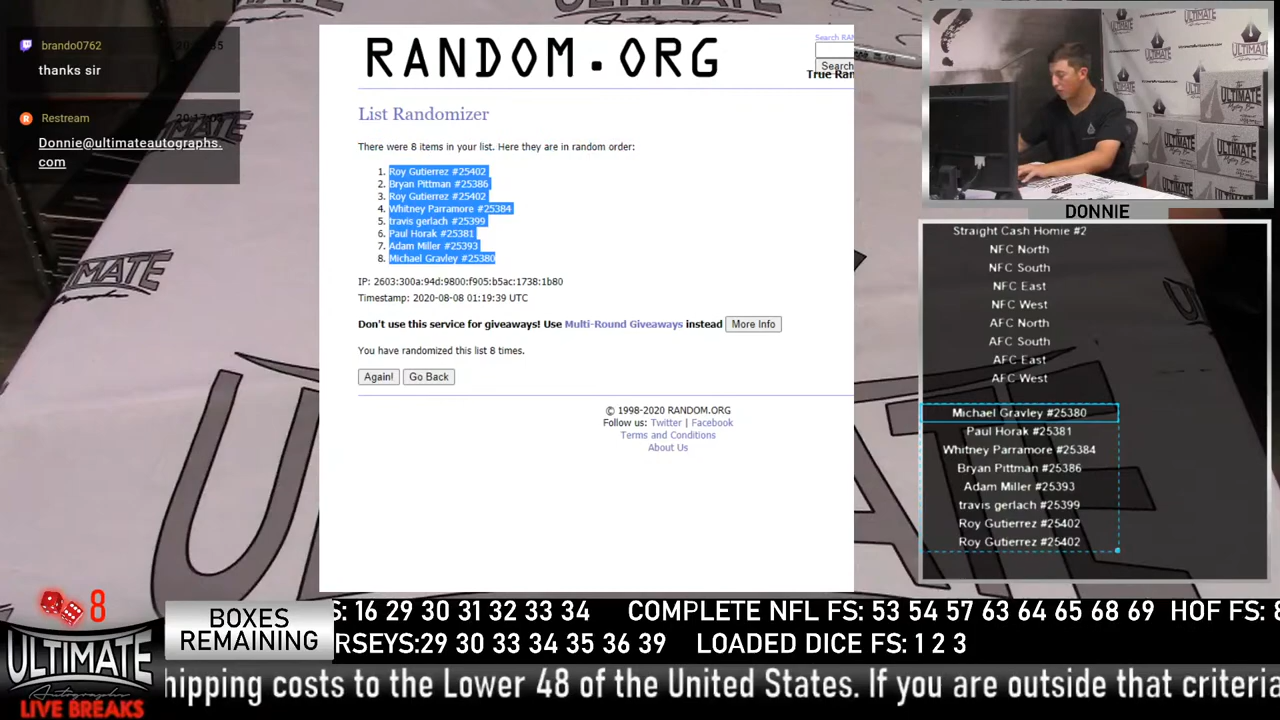 brando0762
thanks sir
Restream
Donnie@ultimateautographs.
com
RANDOM.ORG
Search
True Ran
List Randomizer
There were 8 items in your list. Here they are in random order:
1. Roy Gutierrez #25402
2. Bryan Pittman #25386
3. Roy Gutierrez #25402
4. Whitney Parramore #25384
5. travis gerlach #25399
6. Paul Horak #25381
7. Adam Miller #25393
8. Michael Gravley #25380
IP: 2603:300a:94d:9800:f905:b5ac:1738:1b80
Timestamp: 2020-08-08 01:19:39 UTC
Don't use this service for giveaways! Use Multi-Round Giveaways instead More Info
You have randomized this list 8 times.
Again! Go Back
© 1998-2020 RANDOM.ORG
Follow us: Twitter | Facebook
Terms and Conditions
About Us
ULTIMATE
DONNIE
Straight Cash Homie #2
NFC North
NFC South
NFC East
NFC West
AFC North
AFC South
AFC East
AFC West
Michael Gravley #25380
Paul Horak #25381
Whitney Parramore #25384
Bryan Pittman #25386
Adam Miller #25393
travis gerlach #25399
Roy Gutierrez #25402
Roy Gutierrez #25402
8
BOXES
REMAINING
S: 16 29 30 31 32 33 34 COMPLETE NFL FS: 53 54 57 63 64 65 68 69 HOF FS: 8
RSEYS:29 30 33 34 35 36 39 LOADED DICE FS: 1 2 3
ULTIMATE
Autographs
LIVE BREAKS
hipping costs to the Lower 48 of the United States. If you are outside that criteria